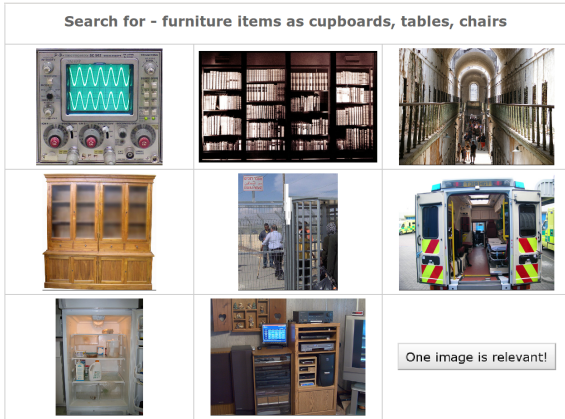 Search for - furniture items as cupboards, tables, chairs
One image is relevant!